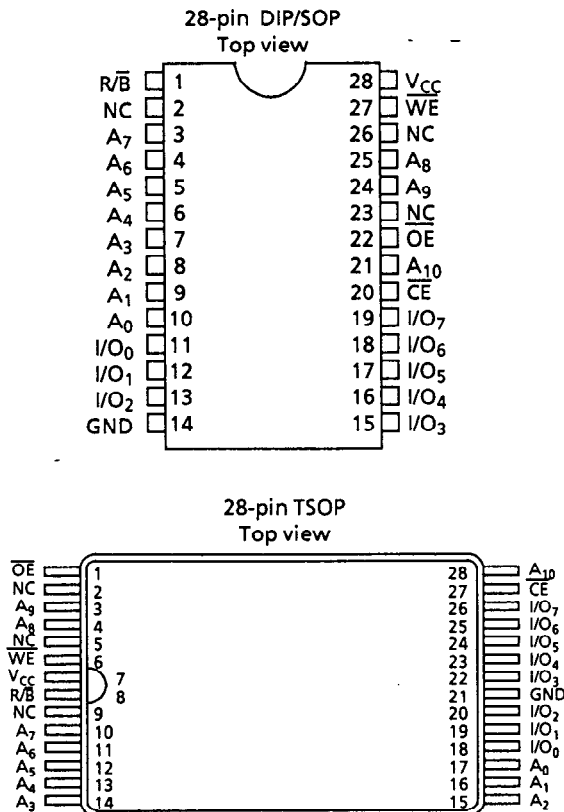 28-pin DIP/SOP
Top view
R/B̅ 1 28 V_CC
NC 2 27 W̅E̅
A₇ 3 26 NC
A₆ 4 25 A₈
A₅ 5 24 A₉
A₄ 6 23 NC
A₃ 7 22 O̅E̅
A₂ 8 21 A₁₀
A₁ 9 20 C̅E̅
A₀ 10 19 I/O₇
I/O₀ 11 18 I/O₆
I/O₁ 12 17 I/O₅
I/O₂ 13 16 I/O₄
GND 14 15 I/O₃
28-pin TSOP
Top view
O̅E̅ 1 28 A₁₀
NC 2 27 C̅E̅
A₉ 3 26 I/O₇
A₈ 4 25 I/O₆
NC 5 24 I/O₅
W̅E̅ 6 23 I/O₄
V_CC 7 22 I/O₃
R/B̅ 8 21 GND
NC 9 20 I/O₂
A₇ 10 19 I/O₁
A₆ 11 18 I/O₀
A₅ 12 17 A₀
A₄ 13 16 A₁
A₃ 14 15 A₂